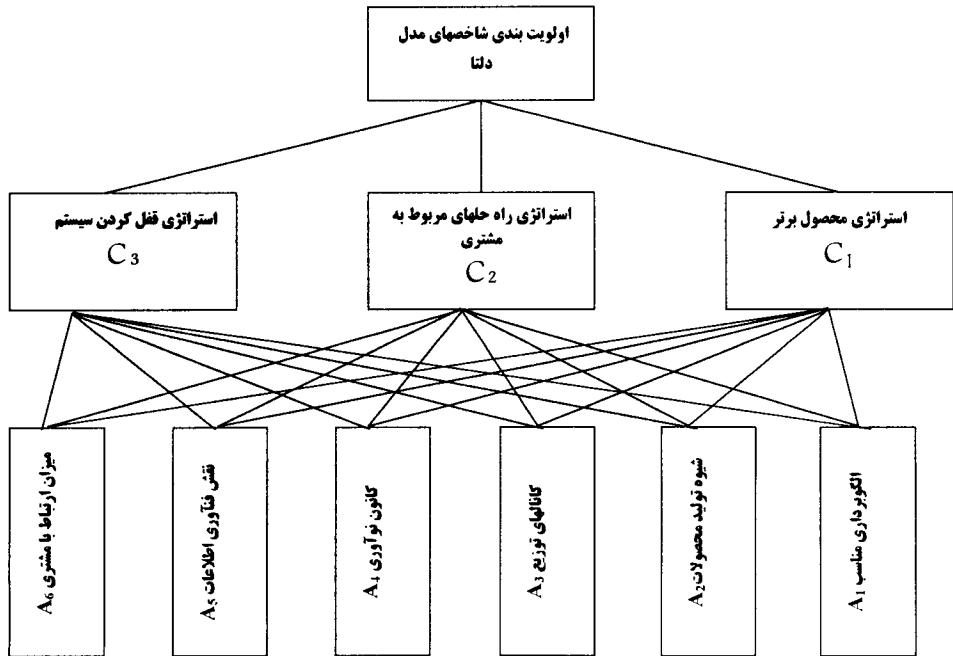 اولویت بندی شاخصهای مدل
دلتا
استراتژی محصول برتر
C1
استراتژی راه حلهای مربوط به
مشتری
C2
استراتژی قفل کردن سیستم
C3
الگوبرداری مناسب A1
شیوه تولید محصولات A2
کانالهای توزیع A3
کانون نوآوری A4
نقش فنآوری اطلاعات A5
میزان ارتباط با مشتری A6